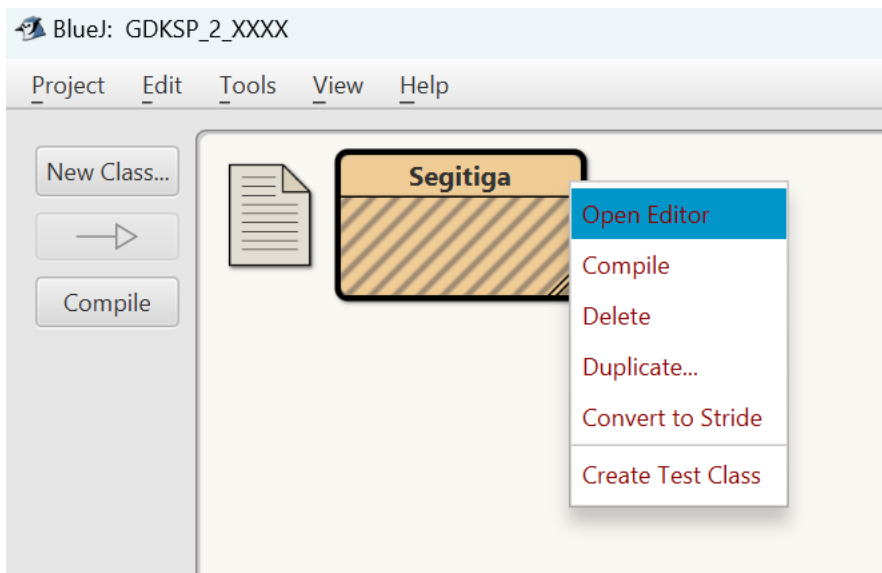 BlueJ: GDKSP_2_XXXX
Project Edit Tools View Help
New Class...
Compile
Segitiga
Open Editor
Compile
Delete
Duplicate...
Convert to Stride
Create Test Class